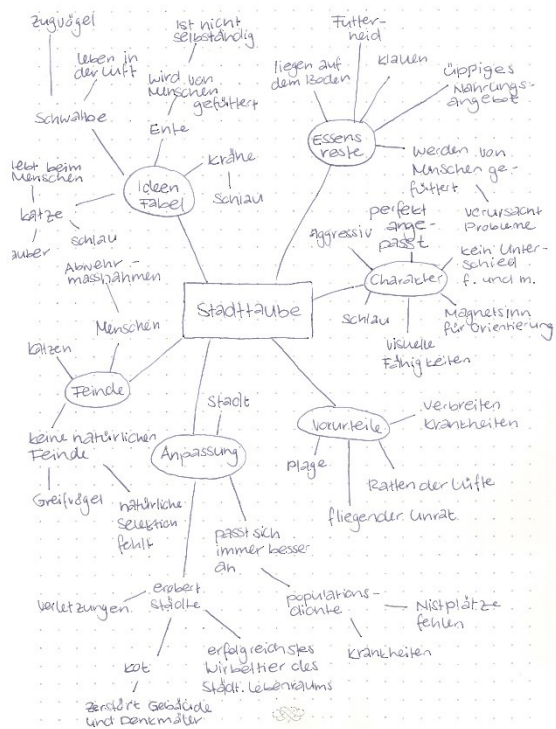 Zugvögel
leben in
der Luft
Schwalbe
ist nicht
selbständig
wird von
Menschen
gefüttert
Ente
Krähe
schlau
Ideen
Fabel
lebt beim
Menschen
Katze
schlau
auber
Futter-
neid
klauen
liegen auf
dem Boden
üppiges
Nahrungs-
angebot
Essens
reste
werden von
Menschen ge-
füttert
verursacht
Probleme
perfekt
ange-
passt
aggressiv
kein Unter-
schied
f. und m.
Charakter
Magnetsinn
für Orientierung
schlau
visuelle
Fähigkeiten
Stadttaube
Abwehr-
massnahmen
Menschen
Katzen
Feinde
keine natürlichen
Feinde
Greifvögel
natürliche
Selektion
fehlt
Stadt
Anpassung
passt sich
immer besser
an
populations-
dichte
Nistplätze
fehlen
Krankheiten
erobert
Städte
Verletzungen
Kot
zerstört Gebäude
und Denkmäler
erfolgreichstes
Wirbeltier des
städt. Lebenraums
Vorurteile
verbreiten
Krankheiten
Ratten der Lüfte
fliegender Unrat
Plage